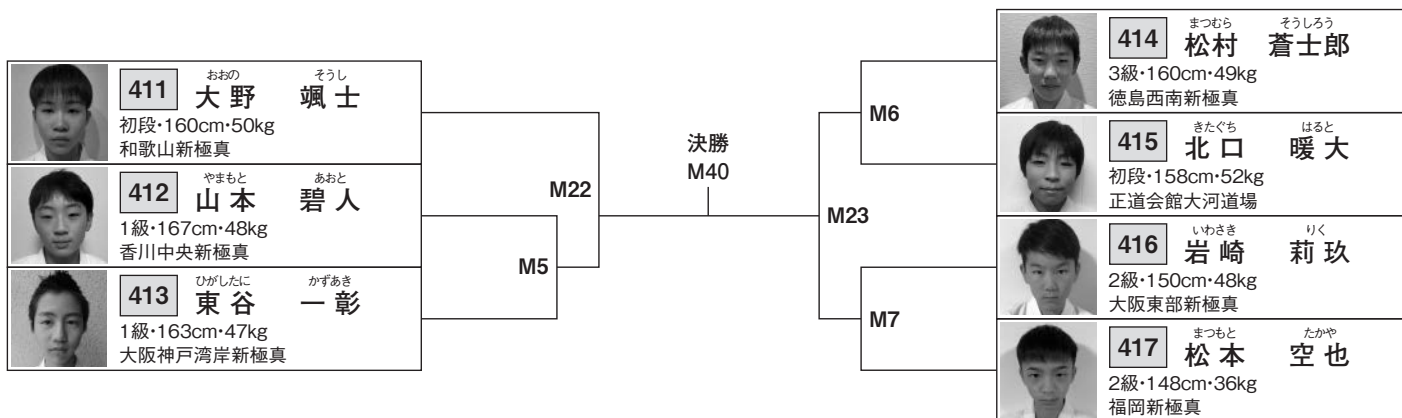 おおの そうし
411 大野 颯士
初段・160cm・50kg
和歌山新極真
やまもと あおと
412 山本 碧人
1級・167cm・48kg
香川中央新極真
ひがしたに かずあき
413 東谷 一彰
1級・163cm・47kg
大阪神戸湾岸新極真
M22
M5
決勝
M40
M6
M23
M7
まつむら そうしろう
414 松村 蒼士郎
3級・160cm・49kg
徳島西南新極真
きたぐち はると
415 北口 暖大
初段・158cm・52kg
正道会館大河道場
いわさき りく
416 岩崎 莉玖
2級・150cm・48kg
大阪東部新極真
まつもと たかや
417 松本 空也
2級・148cm・36kg
福岡新極真